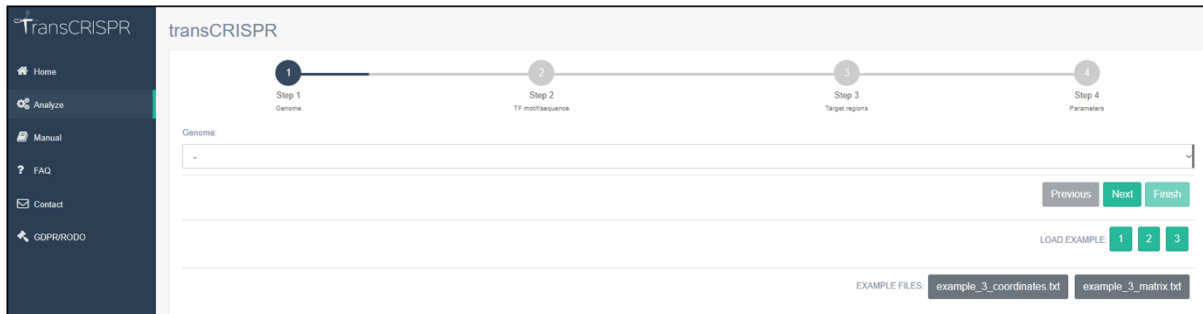 TransCRISPR
Home
Analyze
Manual
FAQ
Contact
GDPR/RODO
transCRISPR
1 2 3 4
Step 1 Step 2 Step 3 Step 4
Genome TF motif/sequence Target regions Parameters
Genome:
-
Previous Next Finish
LOAD EXAMPLE: 1 2 3
EXAMPLE FILES: example_3_coordinates.txt example_3_matrix.txt